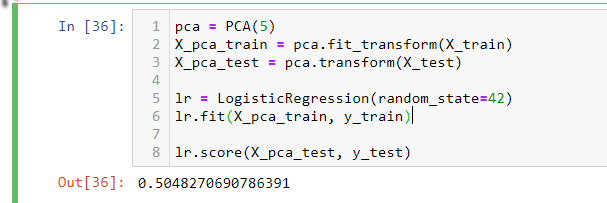 In [36]:
1 pca = PCA(5)
2 X_pca_train = pca.fit_transform(X_train)
3 X_pca_test = pca.transform(X_test)
4
5 lr = LogisticRegression(random_state=42)
6 lr.fit(X_pca_train, y_train)
7
8 lr.score(X_pca_test, y_test)
Out[36]: 0.5048270690786391